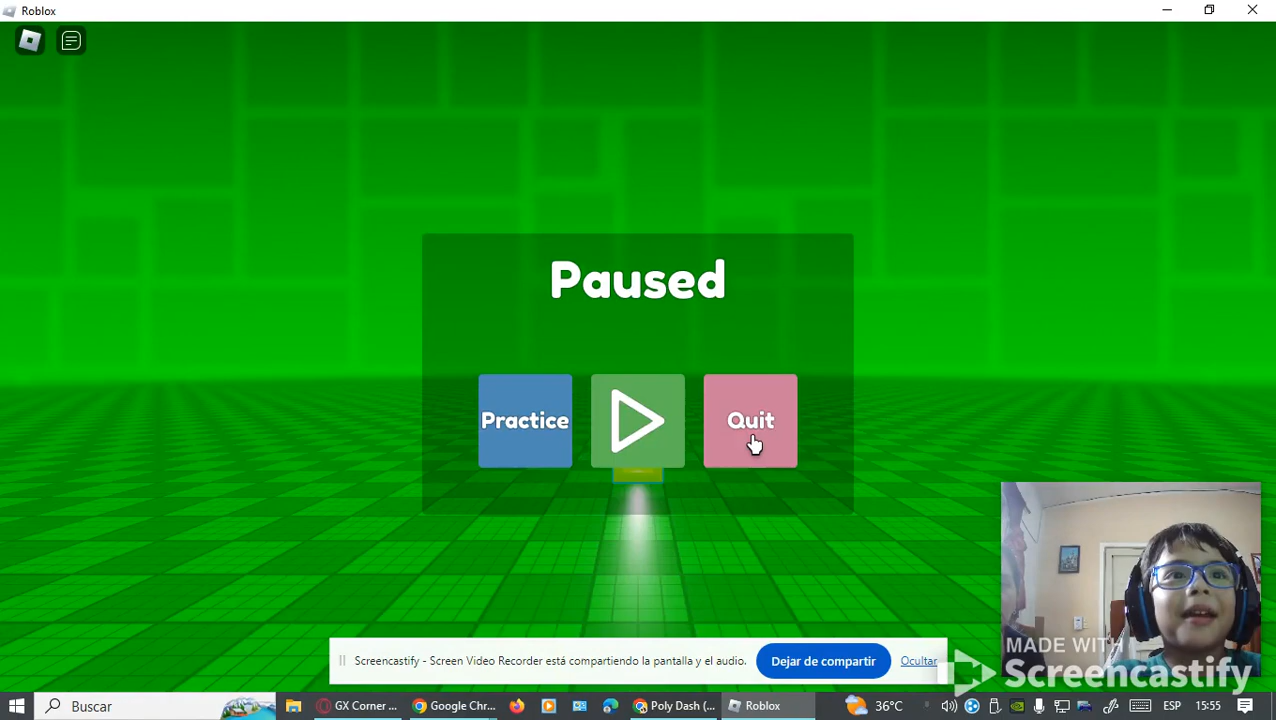 Roblox
Paused
Practice
Quit
Screencastify - Screen Video Recorder está compartiendo la pantalla y el audio.
Dejar de compartir
Ocultar
MADE WITH
Screencastify
Buscar
GX Corner ...
Google Chr...
Poly Dash (...
Roblox
36°C
ESP
15:55